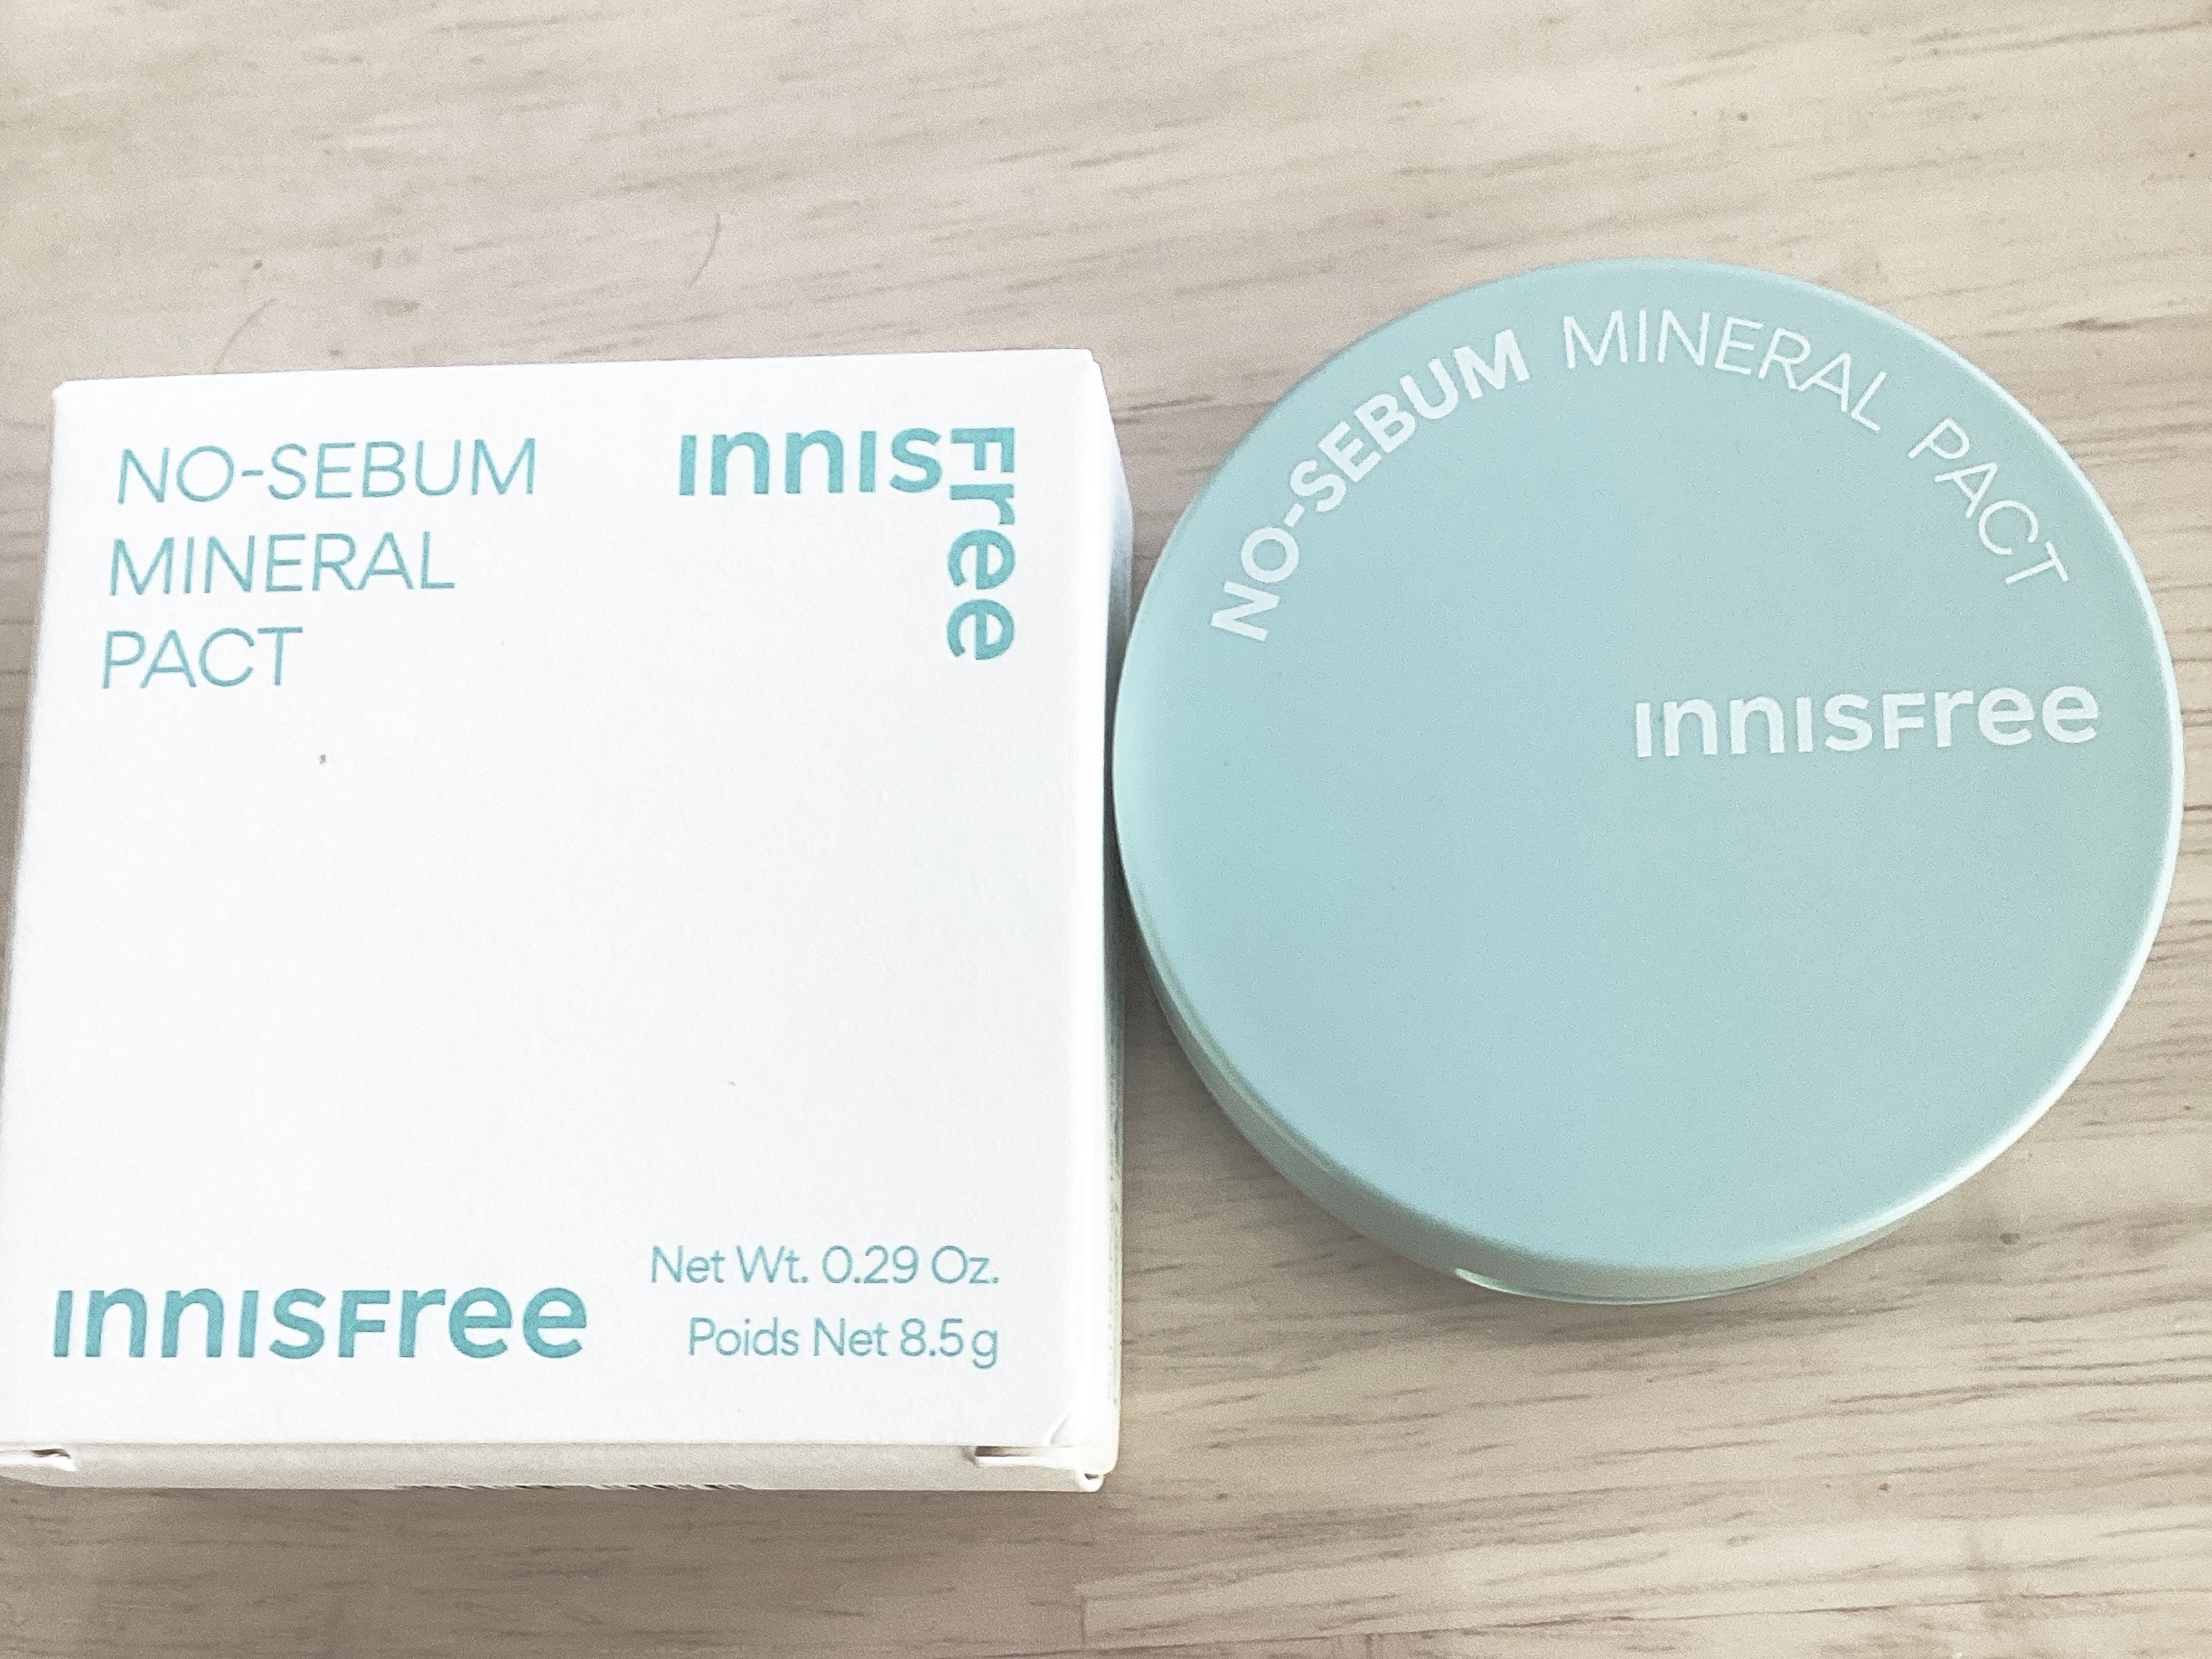 NO-SEBUM
MINERAL
PACT
INNISFree
Net Wt. 0.29 Oz.
INNISFree
Poids Net 8.5g
NO-SEBUM MINERAL PACT
INNISFree